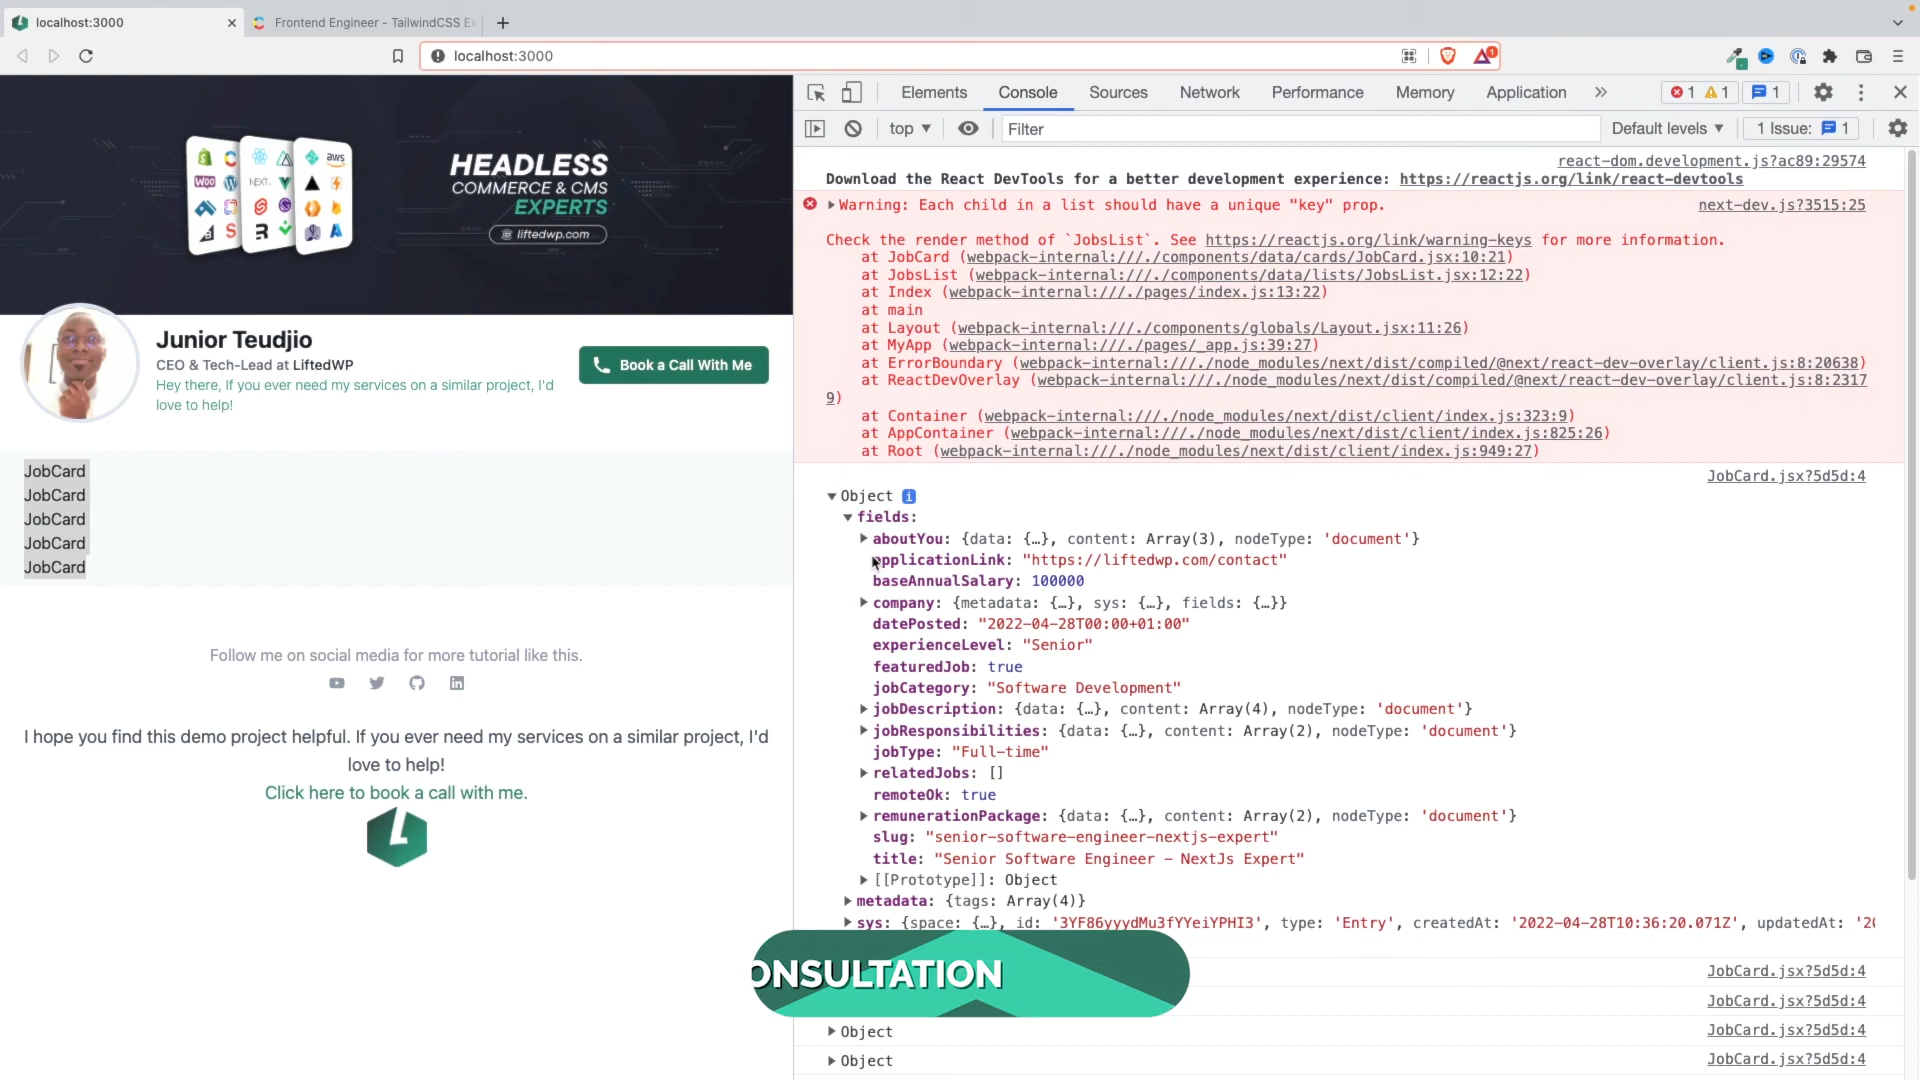 localhost:3000
Frontend Engineer - TailwindCSS Ex
localhost:3000
1
Elements
Console
Sources
Network
Performance
Memory
Application
1
1
1
top
Filter
Default levels
1 Issue:
1
HEADLESS
COMMERCE & CMS
EXPERTS
liftedwp.com
aws
WOO
NEXT.
Junior Teudjio
CEO & Tech-Lead at LiftedWP
Hey there, If you ever need my services on a similar project, I'd
love to help!
Book a Call With Me
JobCard
JobCard
JobCard
JobCard
JobCard
Follow me on social media for more tutorial like this.
I hope you find this demo project helpful. If you ever need my services on a similar project, I'd
love to help!
Click here to book a call with me.
react-dom.development.js?ac89:29574
Download the React DevTools for a better development experience: https://reactjs.org/link/react-devtools
Warning: Each child in a list should have a unique "key" prop.
next-dev.js?3515:25
Check the render method of `JobsList`. See https://reactjs.org/link/warning-keys for more information.
at JobCard (webpack-internal:///./components/data/cards/JobCard.jsx:10:21)
at JobsList (webpack-internal:///./components/data/lists/JobsList.jsx:12:22)
at Index (webpack-internal:///./pages/index.js:13:22)
at main
at Layout (webpack-internal:///./components/globals/Layout.jsx:11:26)
at MyApp (webpack-internal:///./pages/_app.js:39:27)
at ErrorBoundary (webpack-internal:///./node_modules/next/dist/compiled/@next/react-dev-overlay/client.js:8:20638)
at ReactDevOverlay (webpack-internal:///./node_modules/next/dist/compiled/@next/react-dev-overlay/client.js:8:2317
9)
at Container (webpack-internal:///./node_modules/next/dist/client/index.js:323:9)
at AppContainer (webpack-internal:///./node_modules/next/dist/client/index.js:825:26)
at Root (webpack-internal:///./node_modules/next/dist/client/index.js:949:27)
JobCard.jsx?5d5d:4
Object i
fields:
aboutYou: {data: {…}, content: Array(3), nodeType: 'document'}
applicationLink: "https://liftedwp.com/contact"
baseAnnualSalary: 100000
company: {metadata: {…}, sys: {…}, fields: {…}}
datePosted: "2022-04-28T00:00+01:00"
experienceLevel: "Senior"
featuredJob: true
jobCategory: "Software Development"
jobDescription: {data: {…}, content: Array(4), nodeType: 'document'}
jobResponsibilities: {data: {…}, content: Array(2), nodeType: 'document'}
jobType: "Full-time"
relatedJobs: []
remoteOk: true
remunerationPackage: {data: {…}, content: Array(2), nodeType: 'document'}
slug: "senior-software-engineer-nextjs-expert"
title: "Senior Software Engineer – NextJs Expert"
[[Prototype]]: Object
metadata: {tags: Array(4)}
sys: {space: {…}, id: '3YF86yyydMu3fYYeiYPHI3', type: 'Entry', createdAt: '2022-04-28T10:36:20.071Z', updatedAt: '20
ONSULTATION
JobCard.jsx?5d5d:4
JobCard.jsx?5d5d:4
Object
JobCard.jsx?5d5d:4
Object
JobCard.jsx?5d5d:4